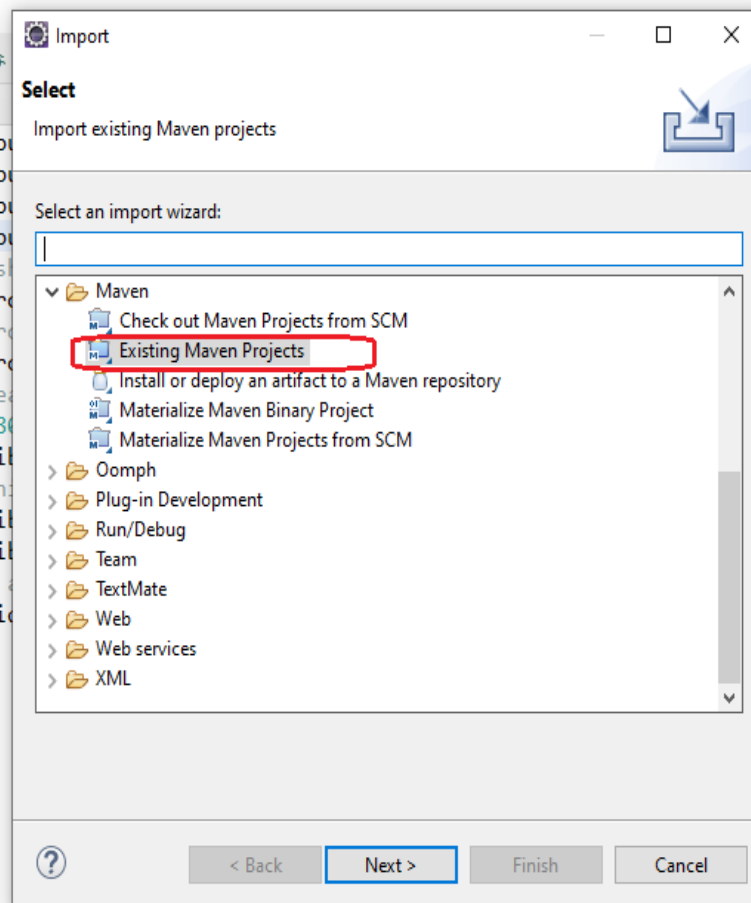 Import
Select
Import existing Maven projects
Select an import wizard:
Maven
Check out Maven Projects from SCM
Existing Maven Projects
Install or deploy an artifact to a Maven repository
Materialize Maven Binary Project
Materialize Maven Projects from SCM
Oomph
Plug-in Development
Run/Debug
Team
TextMate
Web
Web services
XML
< Back
Next >
Finish
Cancel